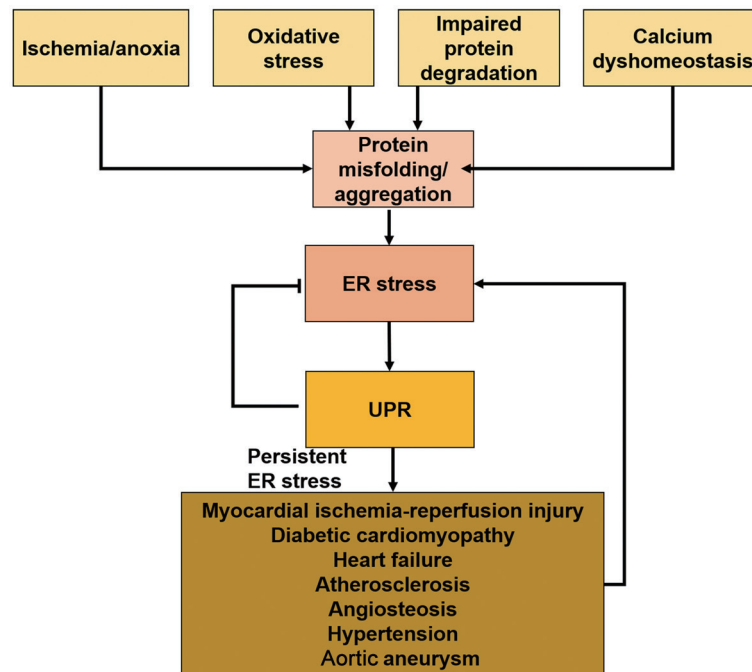 Ischemia/anoxia
Oxidative
stress
Impaired
protein
degradation
Calcium
dyshomeostasis
Protein
misfolding/
aggregation
ER stress
UPR
Persistent
ER stress
Myocardial ischemia-reperfusion injury
Diabetic cardiomyopathy
Heart failure
Atherosclerosis
Angiosteosis
Hypertension
Aortic aneurysm